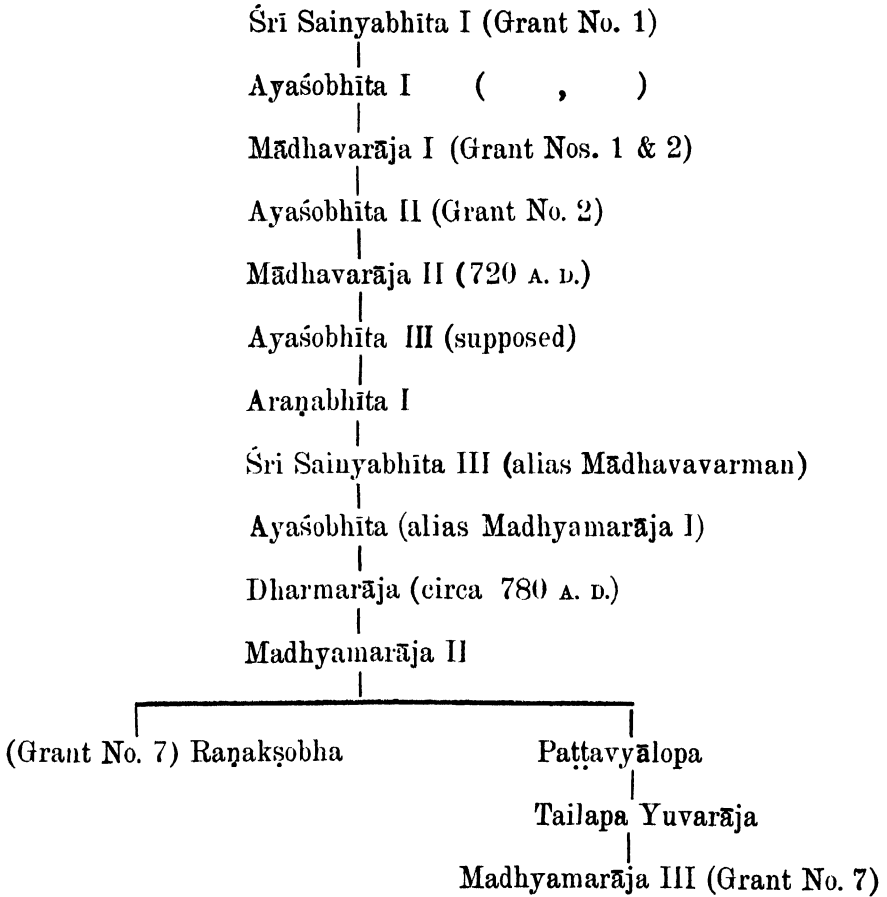 Śrī Sainyabhīta I (Grant No. 1)
Ayaśobhīta I ( , )
Mādhavarāja I (Grant Nos. 1 & 2)
Ayaśobhīta II (Grant No. 2)
Mādhavarāja II (720 A. D.)
Ayaśobhīta III (supposed)
Araṇabhīta I
Śri Sainyabhīta III (alias Mādhavavarman)
Ayaśobhīta (alias Madhyamarāja I)
Dharmarāja (circa 780 A. D.)
Madhyamarāja II
(Grant No. 7) Raṇakṣobha Paṭṭavyālopa
Tailapa Yuvarāja
Madhyamarāja III (Grant No. 7)